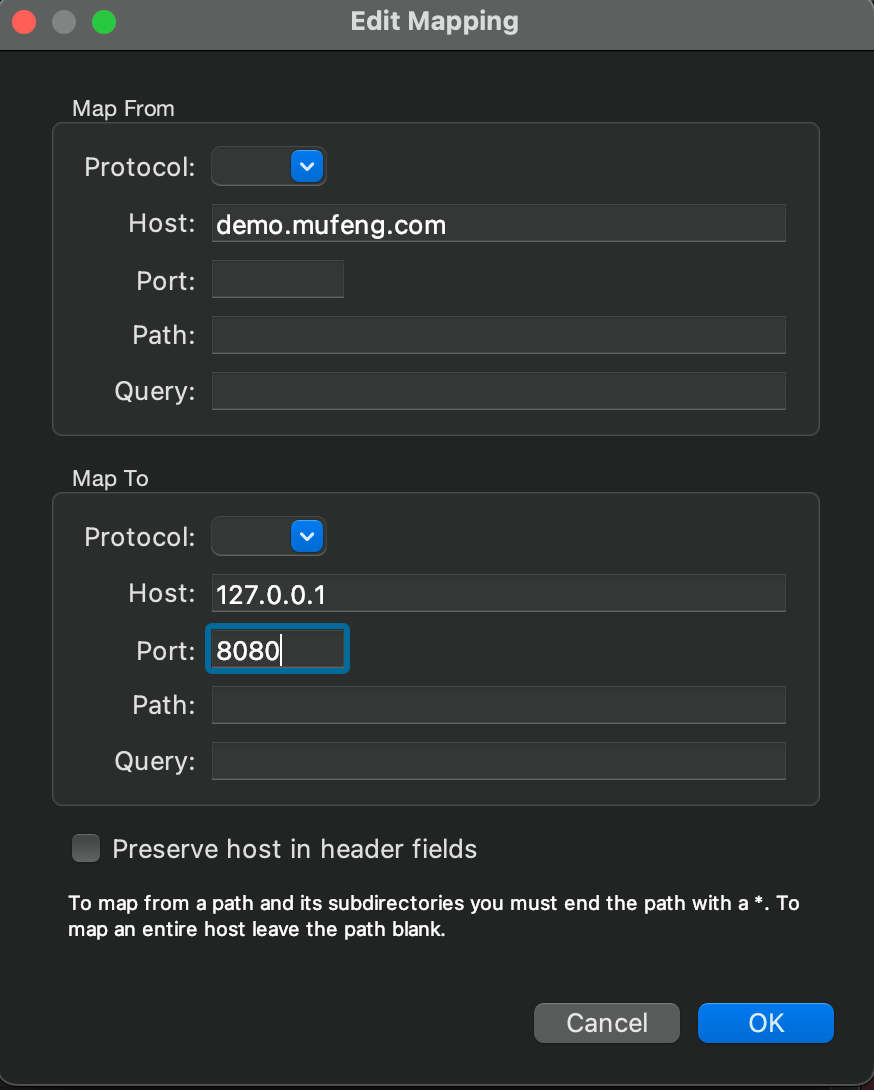 Edit Mapping
Map From
Protocol:
Host: demo.mufeng.com
Port:
Path:
Query:
Map To
Protocol:
Host: 127.0.0.1
Port: 8080
Path:
Query:
Preserve host in header fields
To map from a path and its subdirectories you must end the path with a *. To
map an entire host leave the path blank.
Cancel OK